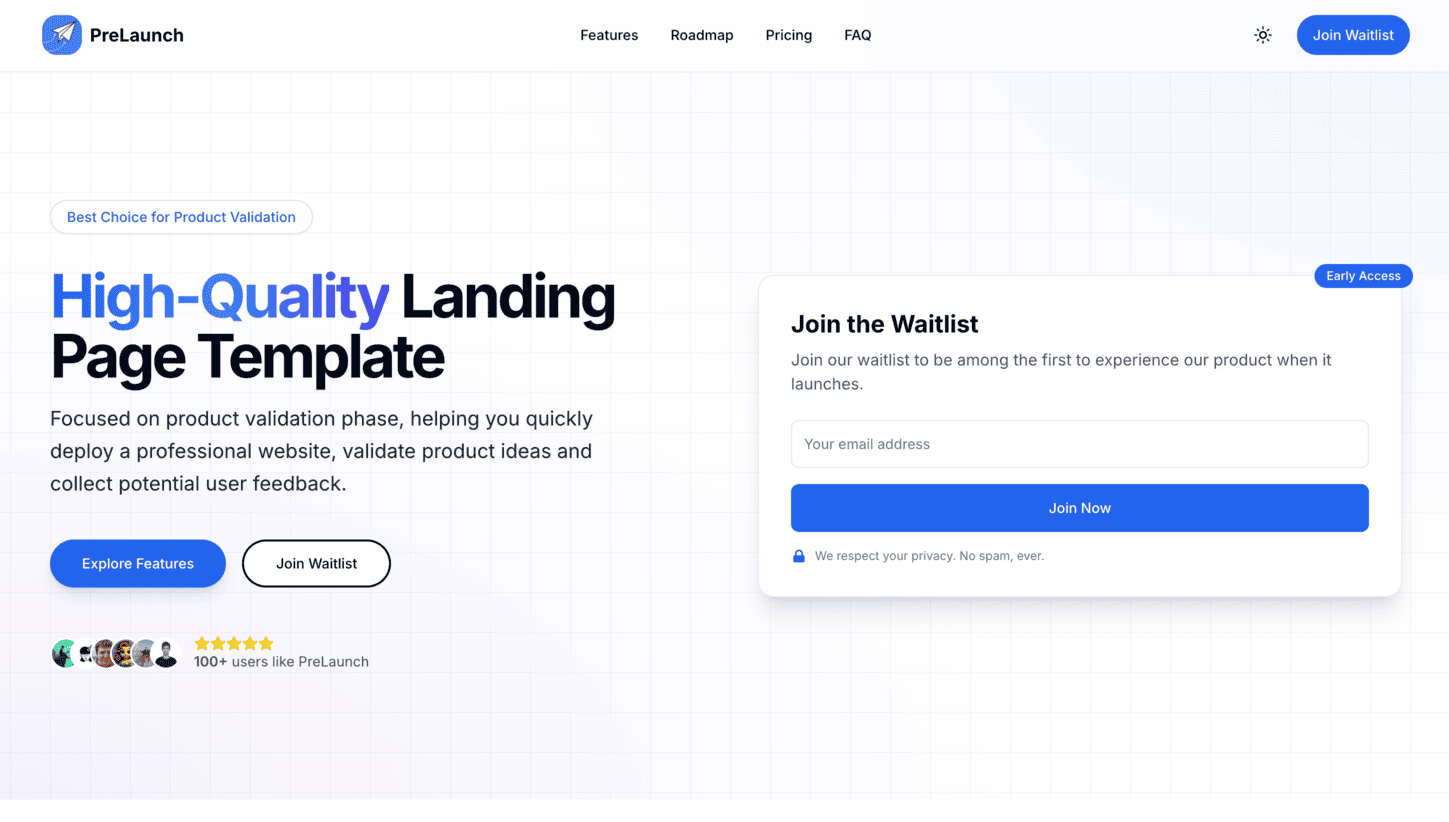 PreLaunch
Features
Roadmap
Pricing
FAQ
Join Waitlist
Best Choice for Product Validation
High-Quality Landing
Page Template
Focused on product validation phase, helping you quickly
deploy a professional website, validate product ideas and
collect potential user feedback.
Explore Features
Join Waitlist
100+ users like PreLaunch
Early Access
Join the Waitlist
Join our waitlist to be among the first to experience our product when it
launches.
Your email address
Join Now
We respect your privacy. No spam, ever.